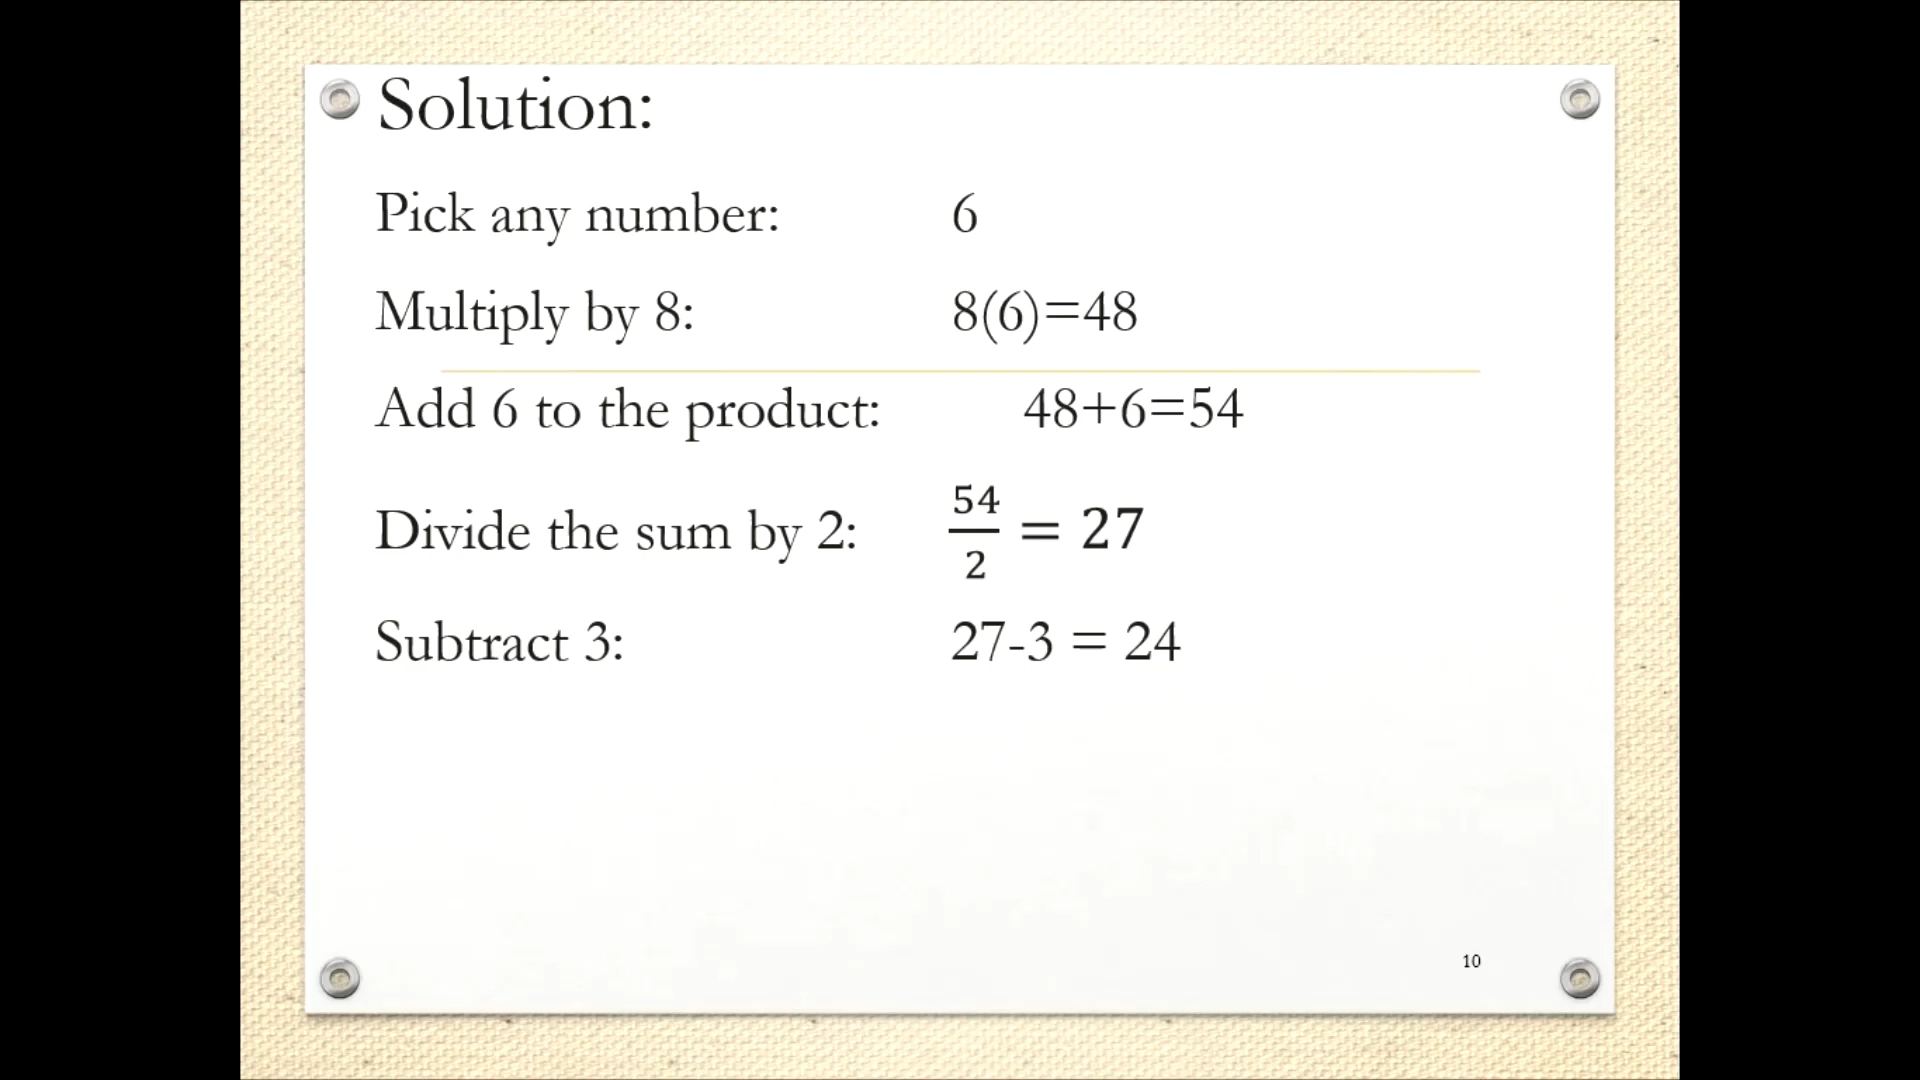 Solution:
Pick any number: 6
Multiply by 8: 8(6)=48
Add 6 to the product: 48+6=54
Divide the sum by 2: 54/2 = 27
Subtract 3: 27-3 = 24
10